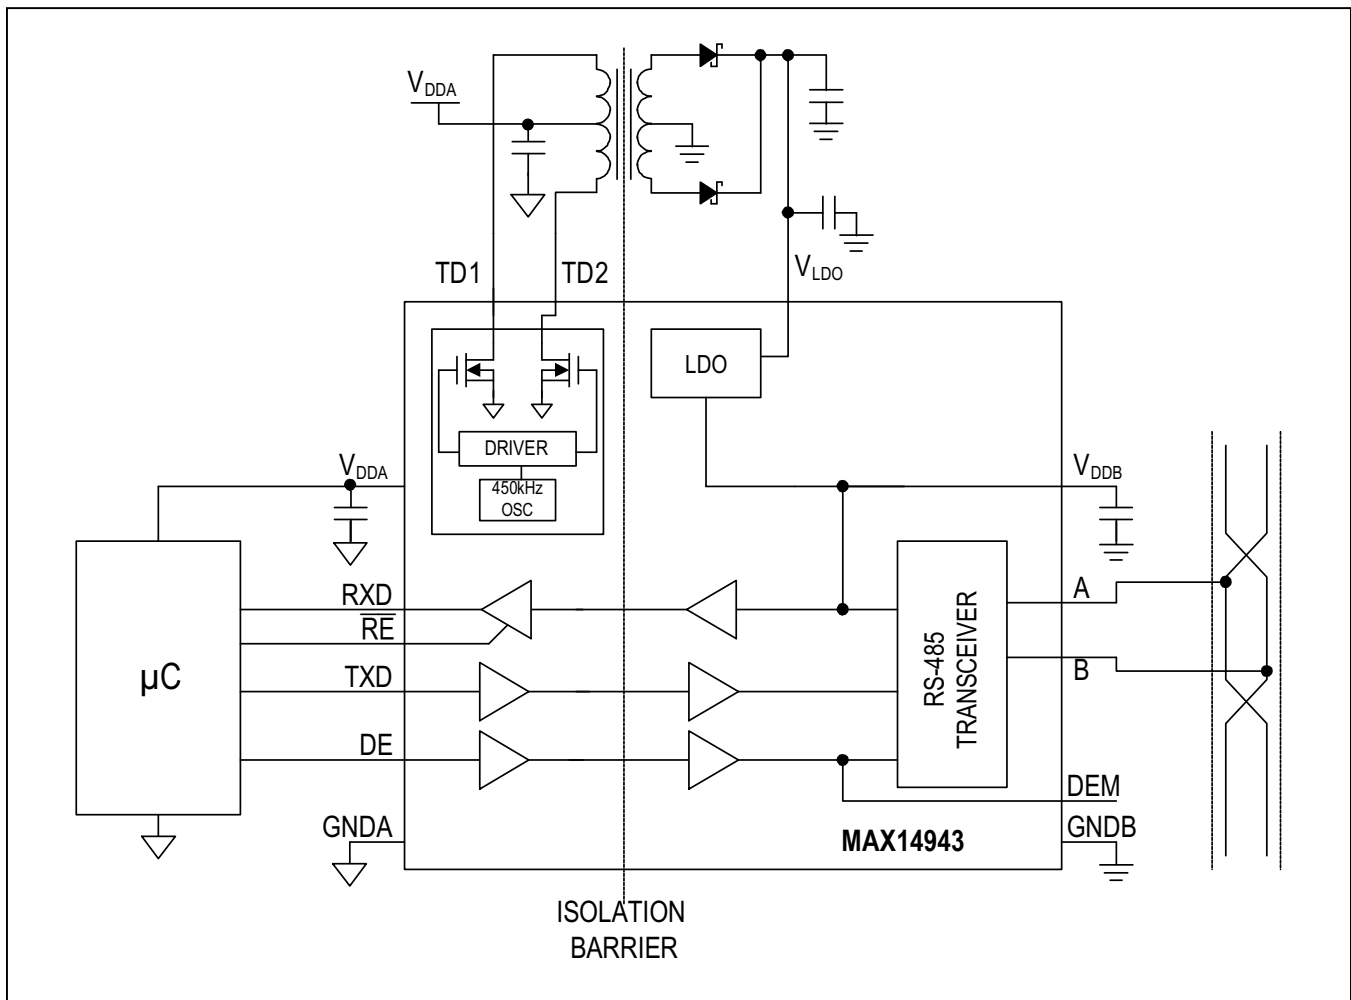 VDDA
TD1
TD2
VLDO
LDO
DRIVER
450kHz
OSC
VDDA
VDDB
RXD
RE
TXD
DE
µC
RS-485
TRANSCEIVER
A
B
DEM
GNDA
MAX14943
GNDB
ISOLATION
BARRIER